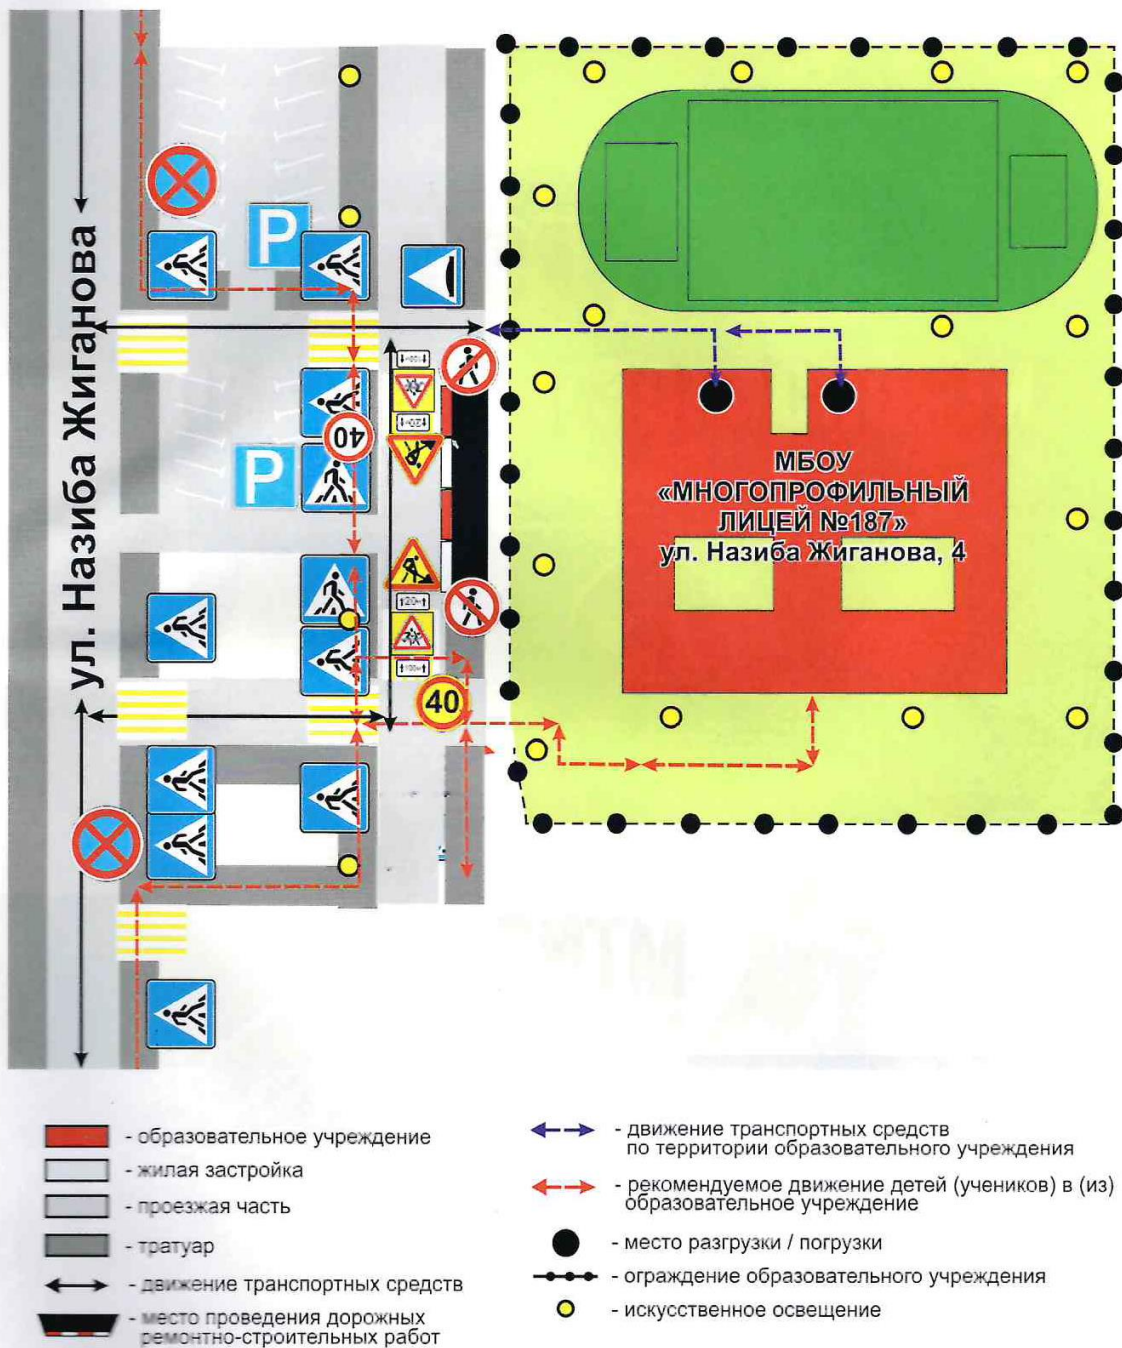 ул. Назиба Жиганова
P
P
40
40
МБОУ
«МНОГОПРОФИЛЬНЫЙ
ЛИЦЕЙ №187»
ул. Назиба Жиганова, 4
- образовательное учреждение
- жилая застройка
- проезжая часть
- тратуар
- движение транспортных средств
- место проведения дорожных
ремонтно-строительных работ
- движение транспортных средств
по территории образовательного учреждения
- рекомендуемое движение детей (учеников) в (из)
образовательное учреждение
- место разгрузки / погрузки
- ограждение образовательного учреждения
- искусственное освещение